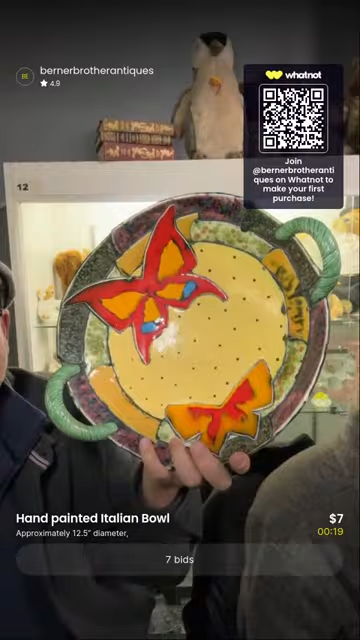 bernerbrotherantiques
4.9
whatnot
Join
@bernerbrotheranti
ques on Whatnot to
make your first
purchase!
12
Hand painted Italian Bowl
$7
Approximately 12.5” diameter,
00:19
7 bids